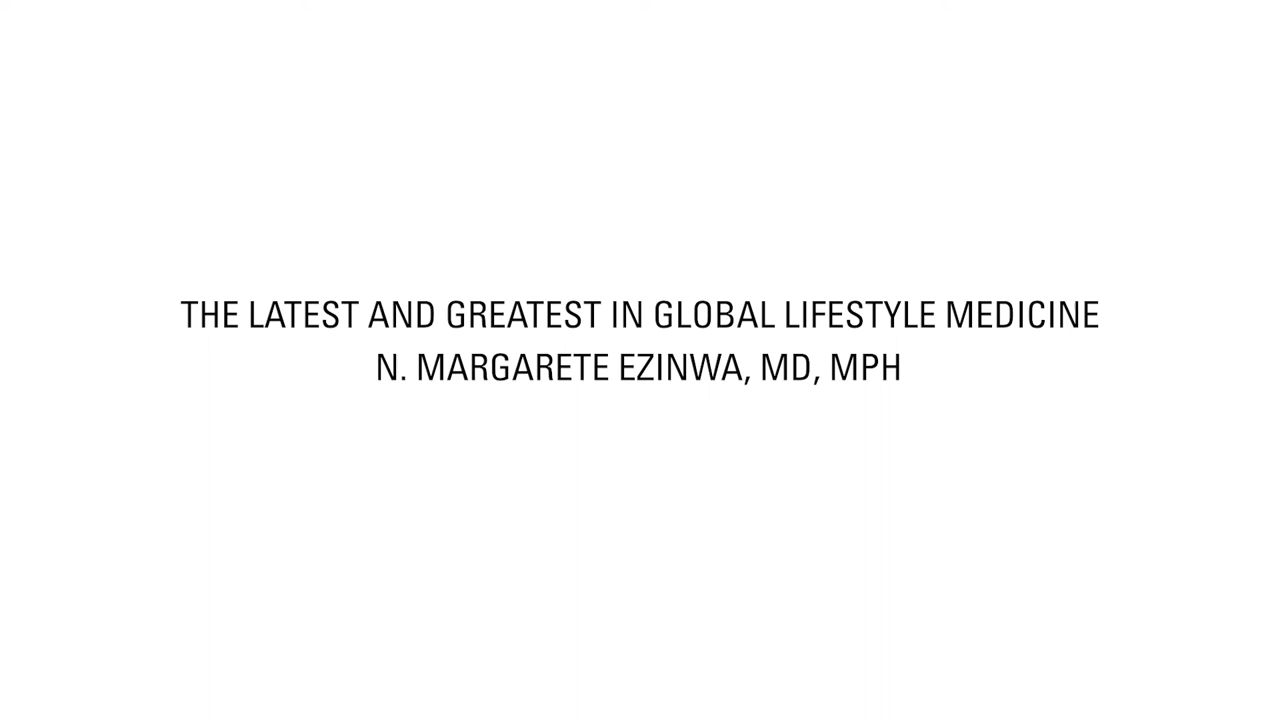 THE LATEST AND GREATEST IN GLOBAL LIFESTYLE MEDICINE
N. MARGARETE EZINWA, MD, MPH